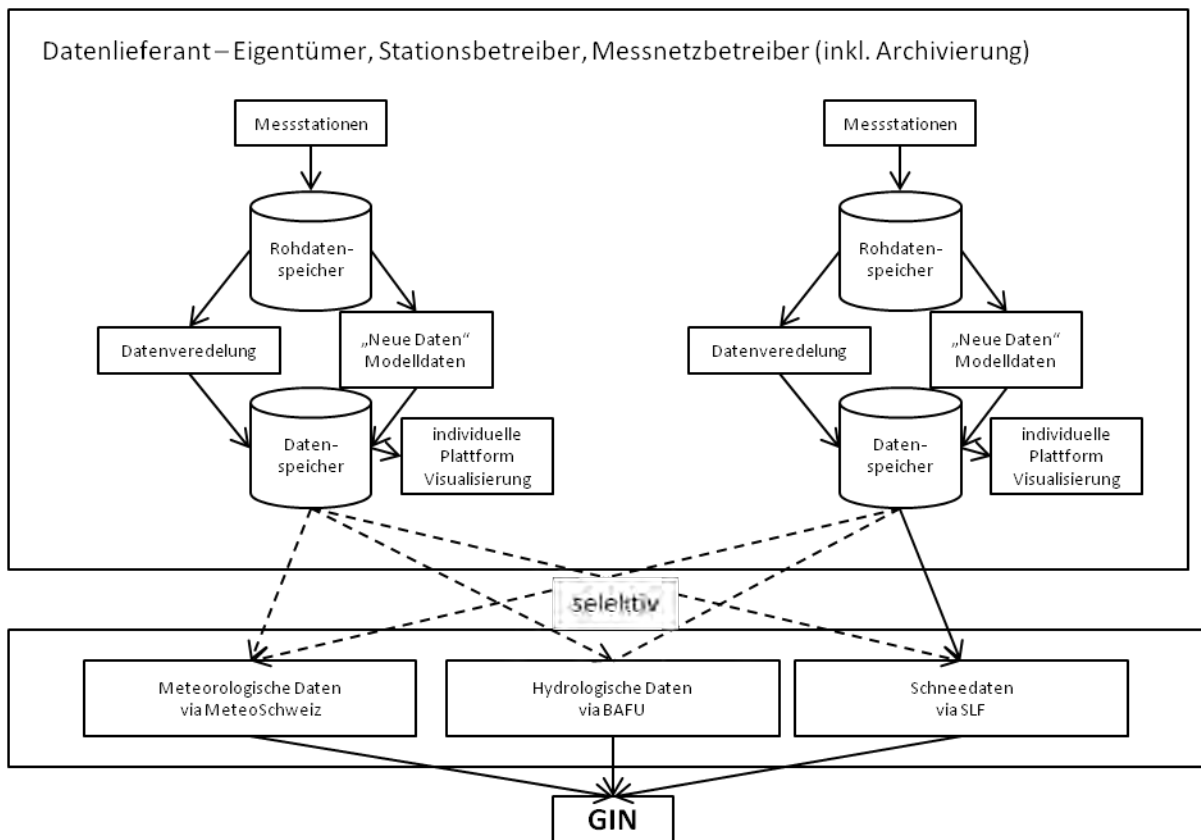 Datenlieferant – Eigentümer, Stationsbetreiber, Messnetzbetreiber (inkl. Archivierung)
Messstationen
Messstationen
Rohdaten-
speicher
Rohdaten-
speicher
Datenveredelung
„Neue Daten“
Modelldaten
Datenveredelung
„Neue Daten“
Modelldaten
Daten-
speicher
individuelle
Plattform
Visualisierung
Daten-
speicher
individuelle
Plattform
Visualisierung
selektiv
Meteorologische Daten
via MeteoSchweiz
Hydrologische Daten
via BAFU
Schneedaten
via SLF
GIN